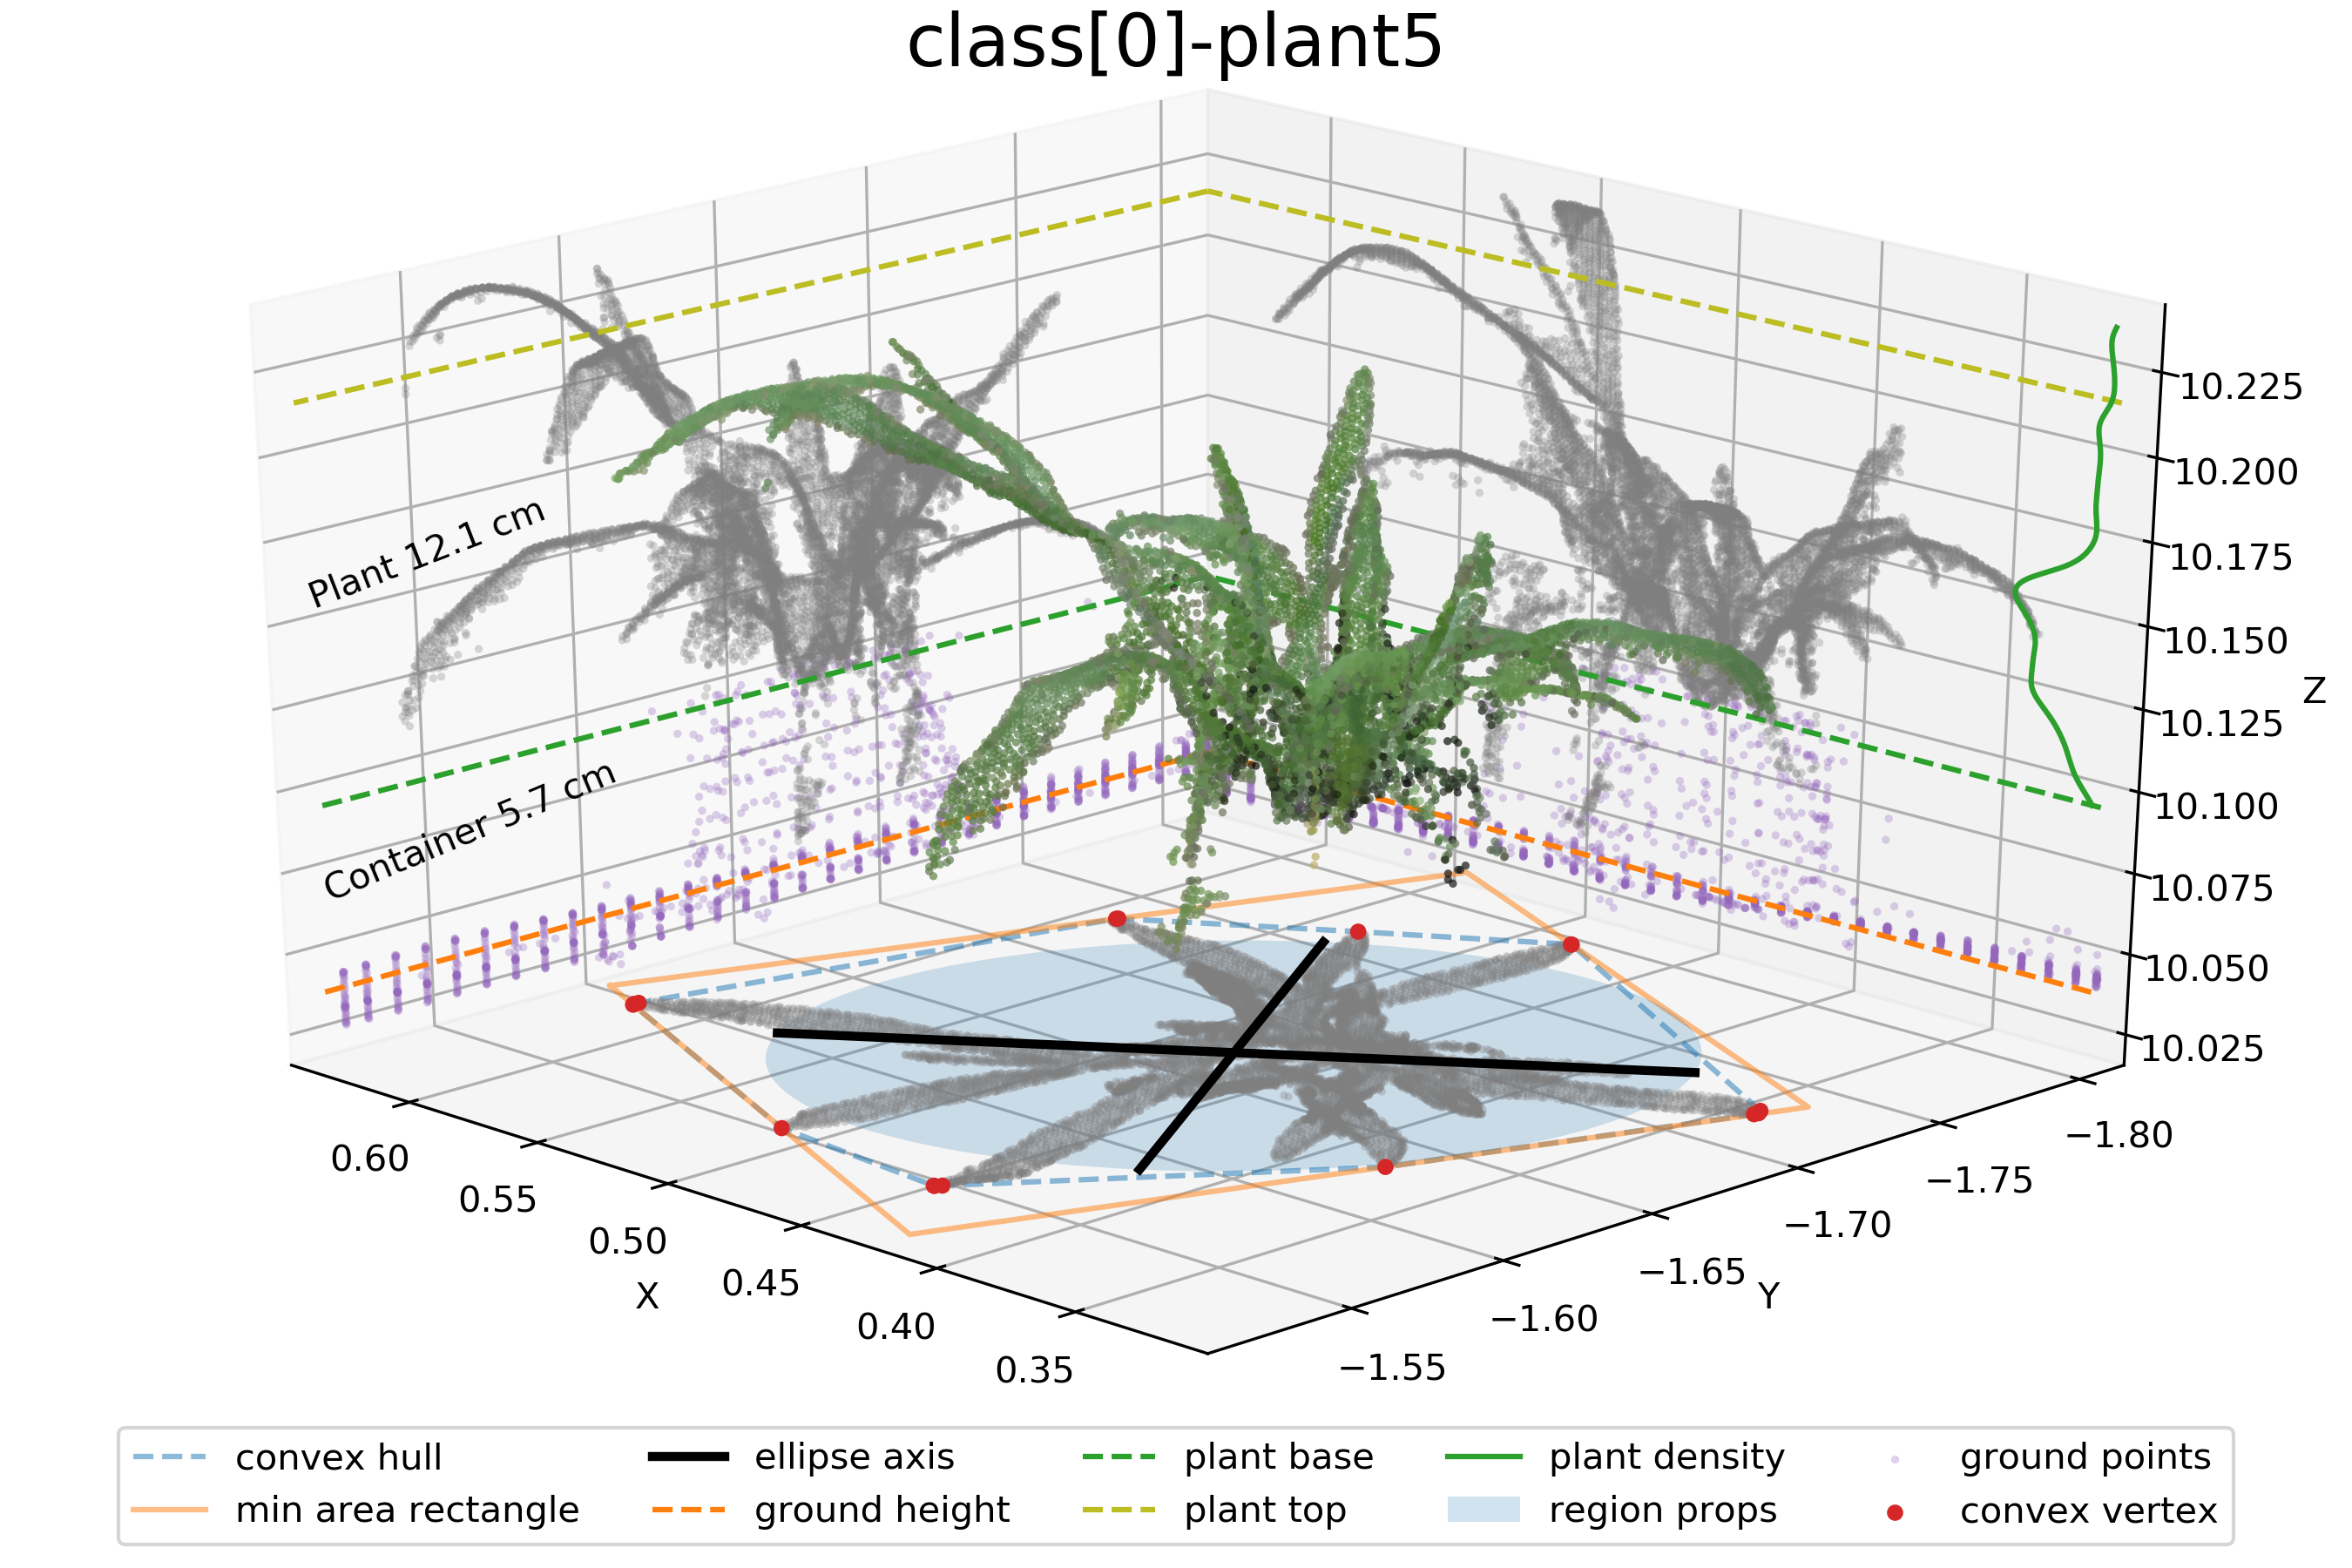 class[0]-plant5
Plant 12.1 cm
Container 5.7 cm
10.225
10.200
10.175
10.150
Z
10.125
10.100
10.075
10.050
10.025
0.60
0.55
0.50
0.45
0.40
0.35
X
−1.80
−1.75
−1.70
−1.65
−1.60
−1.55
Y
convex hull
ellipse axis
plant base
plant density
ground points
min area rectangle
ground height
plant top
region props
convex vertex